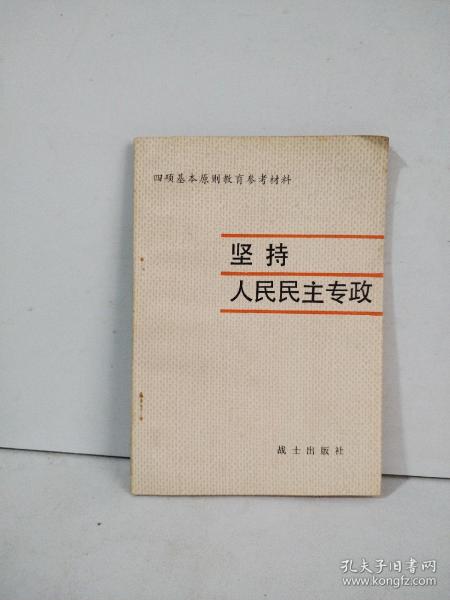 四项基本原则教育参考材料
坚持
人民民主专政
战士出版社
孔夫子旧书网
www.kongfz.com